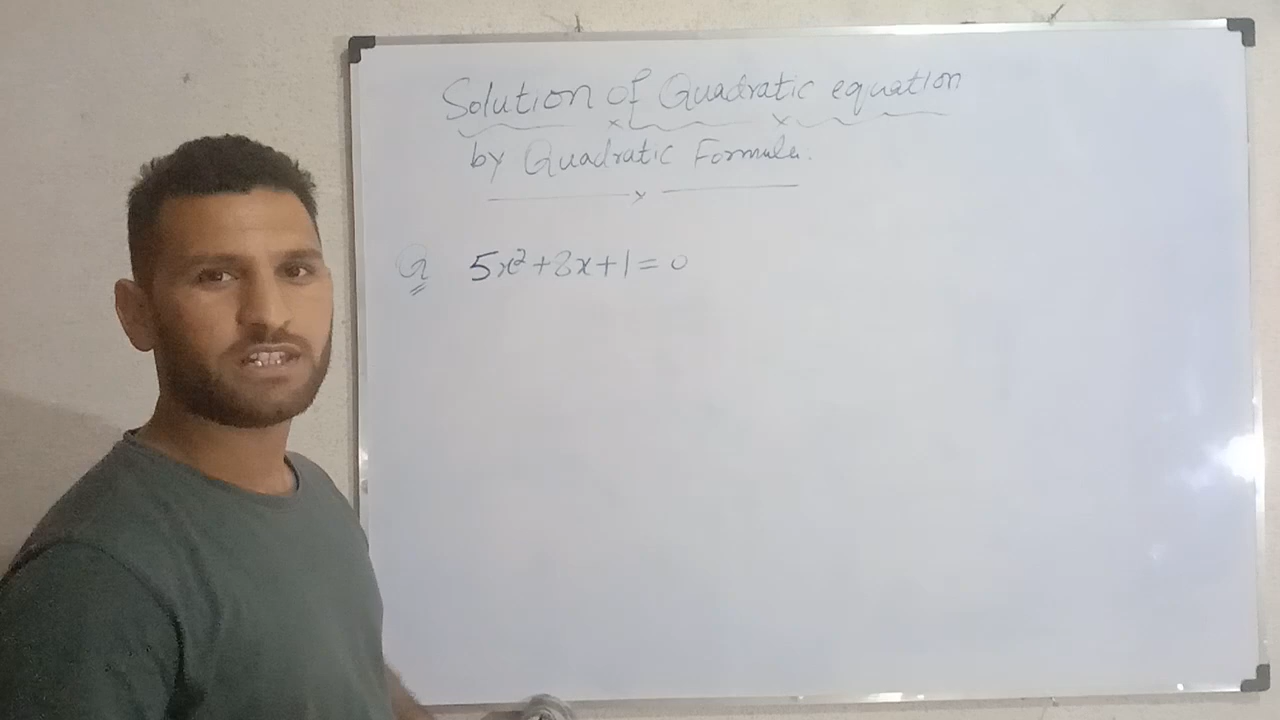 Solution of Quadratic equation
by Quadratic Formula.
Q 5x²+8x+1=0